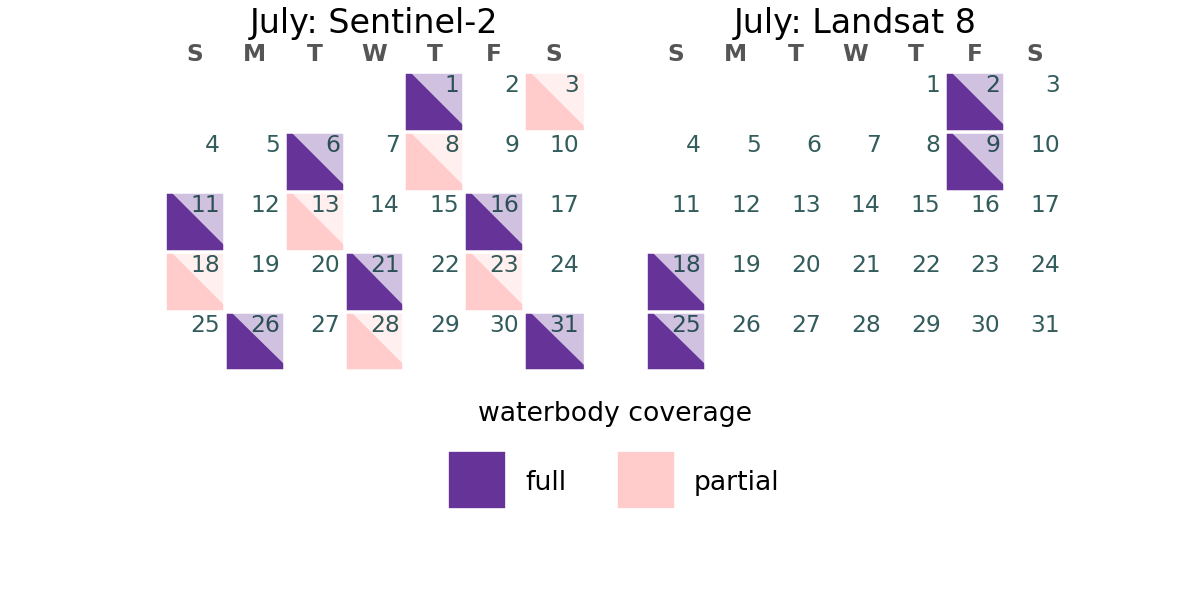 July: Sentinel-2
S M T W T F S
1 2 3
4 5 6 7 8 9 10
11 12 13 14 15 16 17
18 19 20 21 22 23 24
25 26 27 28 29 30 31
July: Landsat 8
S M T W T F S
1 2 3
4 5 6 7 8 9 10
11 12 13 14 15 16 17
18 19 20 21 22 23 24
25 26 27 28 29 30 31
waterbody coverage
full partial